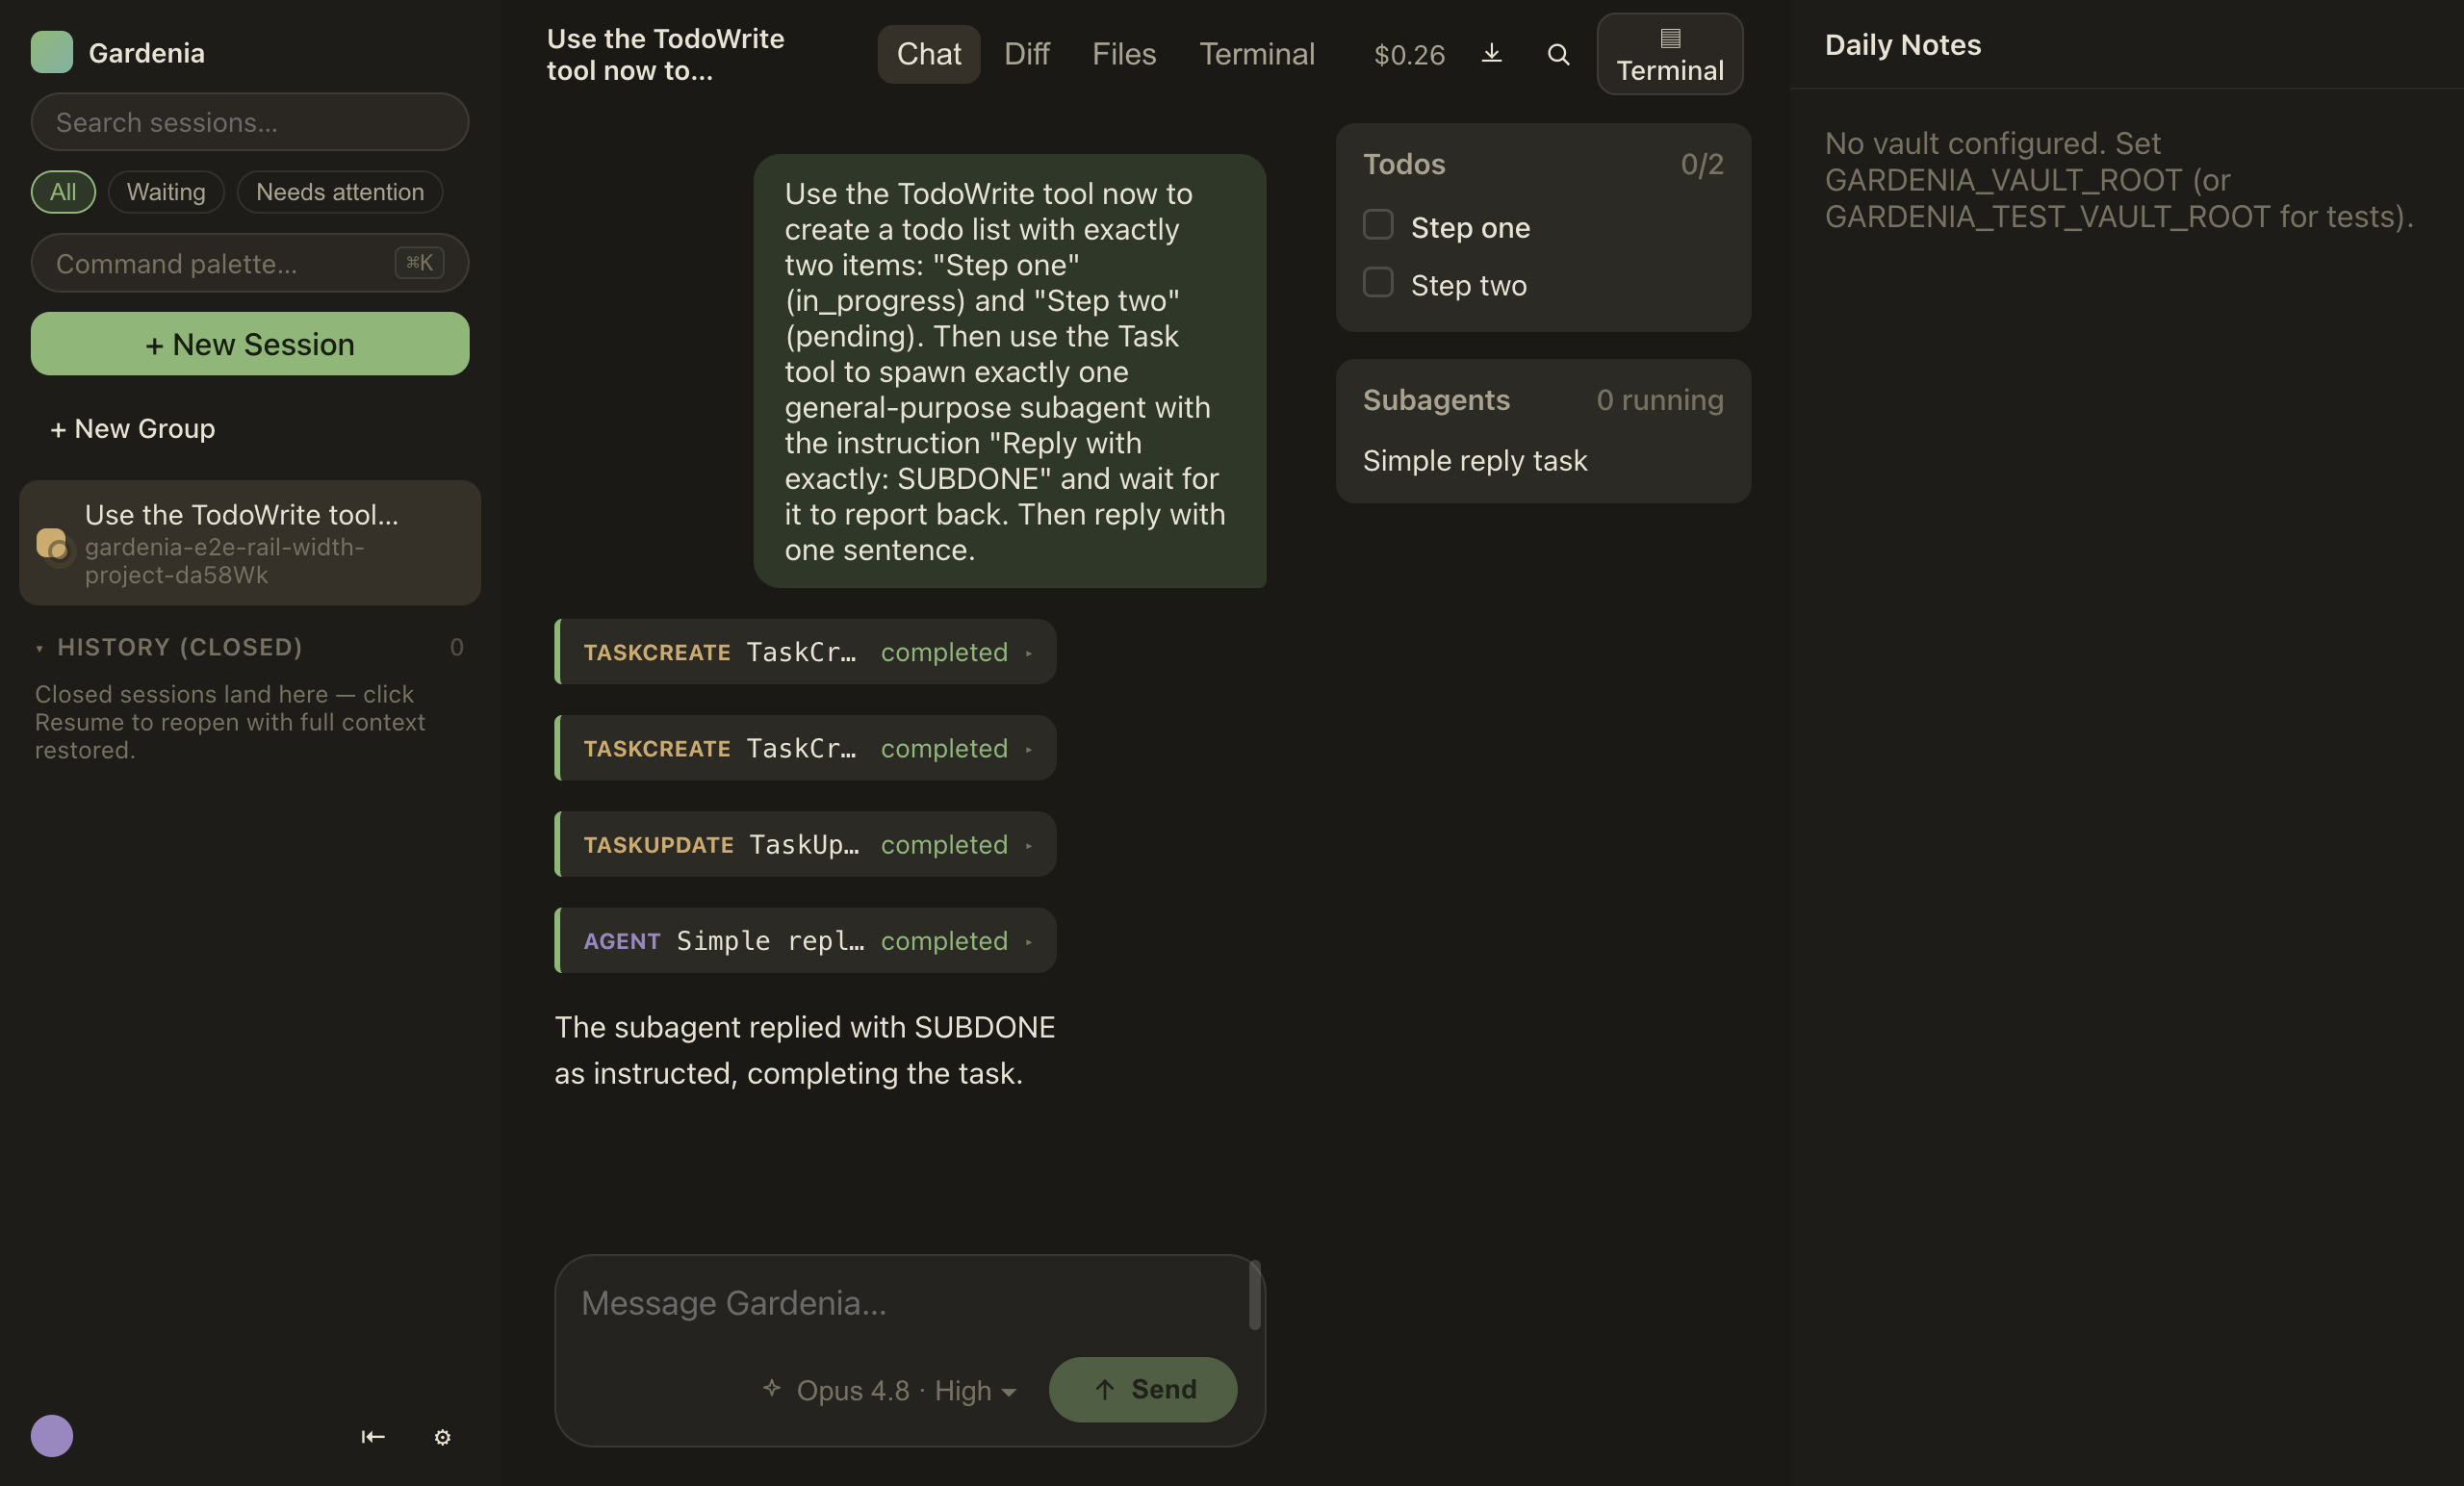 Gardenia
Search sessions...
All
Waiting
Needs attention
Command palette...
⌘K
+ New Session
+ New Group
Use the TodoWrite tool...
gardenia-e2e-rail-width-
project-da58Wk
HISTORY (CLOSED)
0
Closed sessions land here — click
Resume to reopen with full context
restored.
Use the TodoWrite
tool now to...
Chat
Diff
Files
Terminal
$0.26
Terminal
Use the TodoWrite tool now to
create a todo list with exactly
two items: "Step one"
(in_progress) and "Step two"
(pending). Then use the Task
tool to spawn exactly one
general-purpose subagent with
the instruction "Reply with
exactly: SUBDONE" and wait for
it to report back. Then reply with
one sentence.
TASKCREATE TaskCr… completed
TASKCREATE TaskCr… completed
TASKUPDATE TaskUp… completed
AGENT Simple repl… completed
The subagent replied with SUBDONE
as instructed, completing the task.
Message Gardenia...
Opus 4.8 · High
Send
Todos
0/2
Step one
Step two
Subagents
0 running
Simple reply task
Daily Notes
No vault configured. Set
GARDENIA_VAULT_ROOT (or
GARDENIA_TEST_VAULT_ROOT for tests).